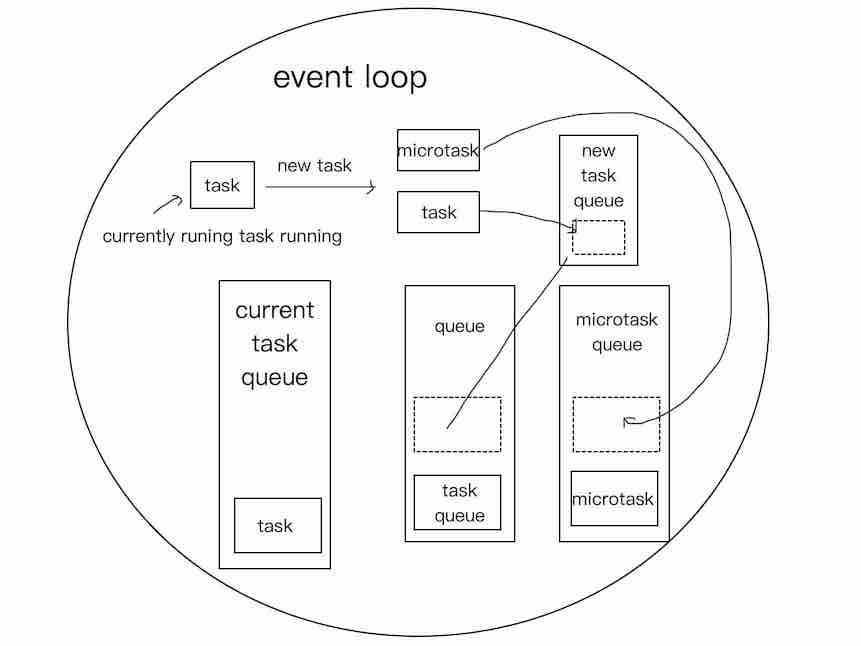 event loop
microtask
new task
task
task
currently runing task running
new
task
queue
current
task
queue
task
queue
task
queue
microtask
queue
microtask